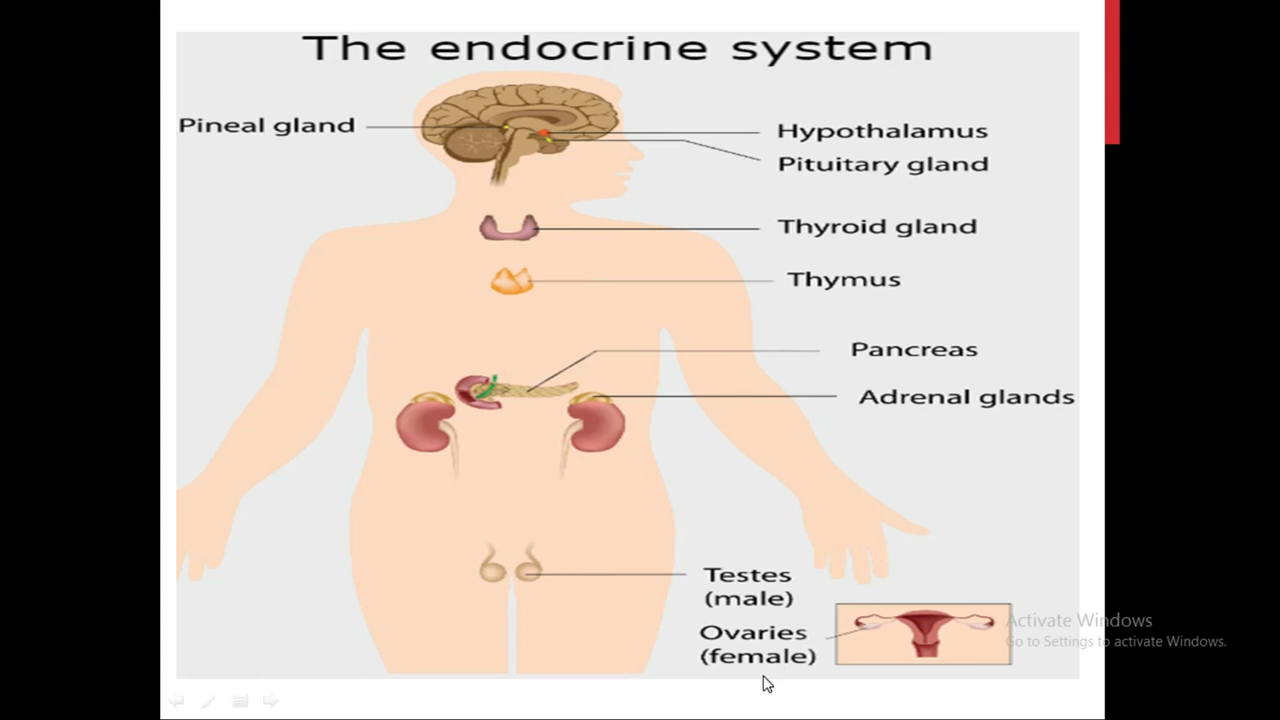 The endocrine system
Pineal gland
Hypothalamus
Pituitary gland
Thyroid gland
Thymus
Pancreas
Adrenal glands
Testes
(male)
Ovaries
(female)
Activate Windows
Go to Settings to activate Windows.